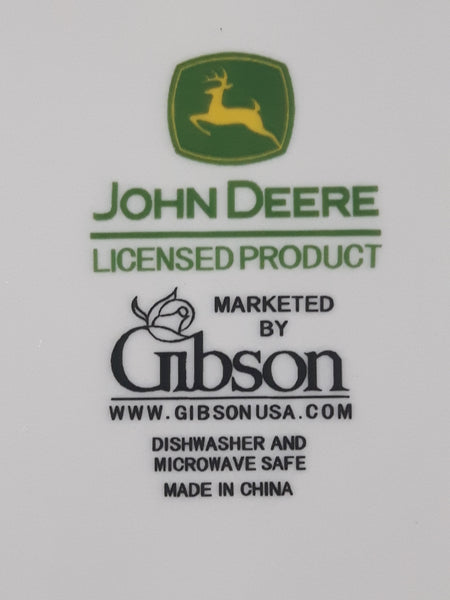 JOHN DEERE
LICENSED PRODUCT
MARKETED
BY
Gibson
WWW.GIBSONUSA.COM
DISHWASHER AND
MICROWAVE SAFE
MADE IN CHINA